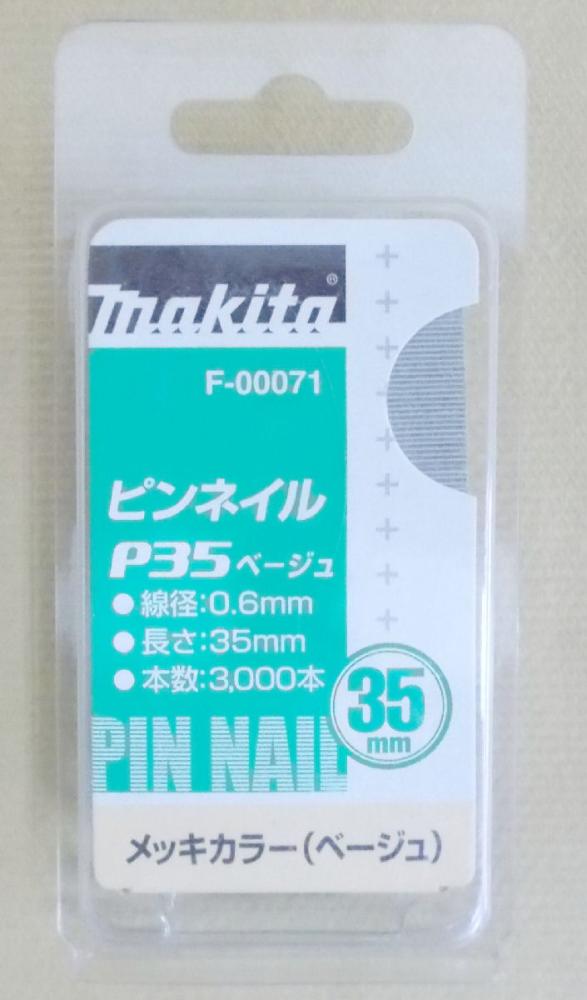 makita®
F-00071
ピンネイル
P35ベージュ
●線径:0.6mm
●長さ:35mm
●本数:3,000本
35
mm
PIN NAIL
メッキカラー(ベージュ)